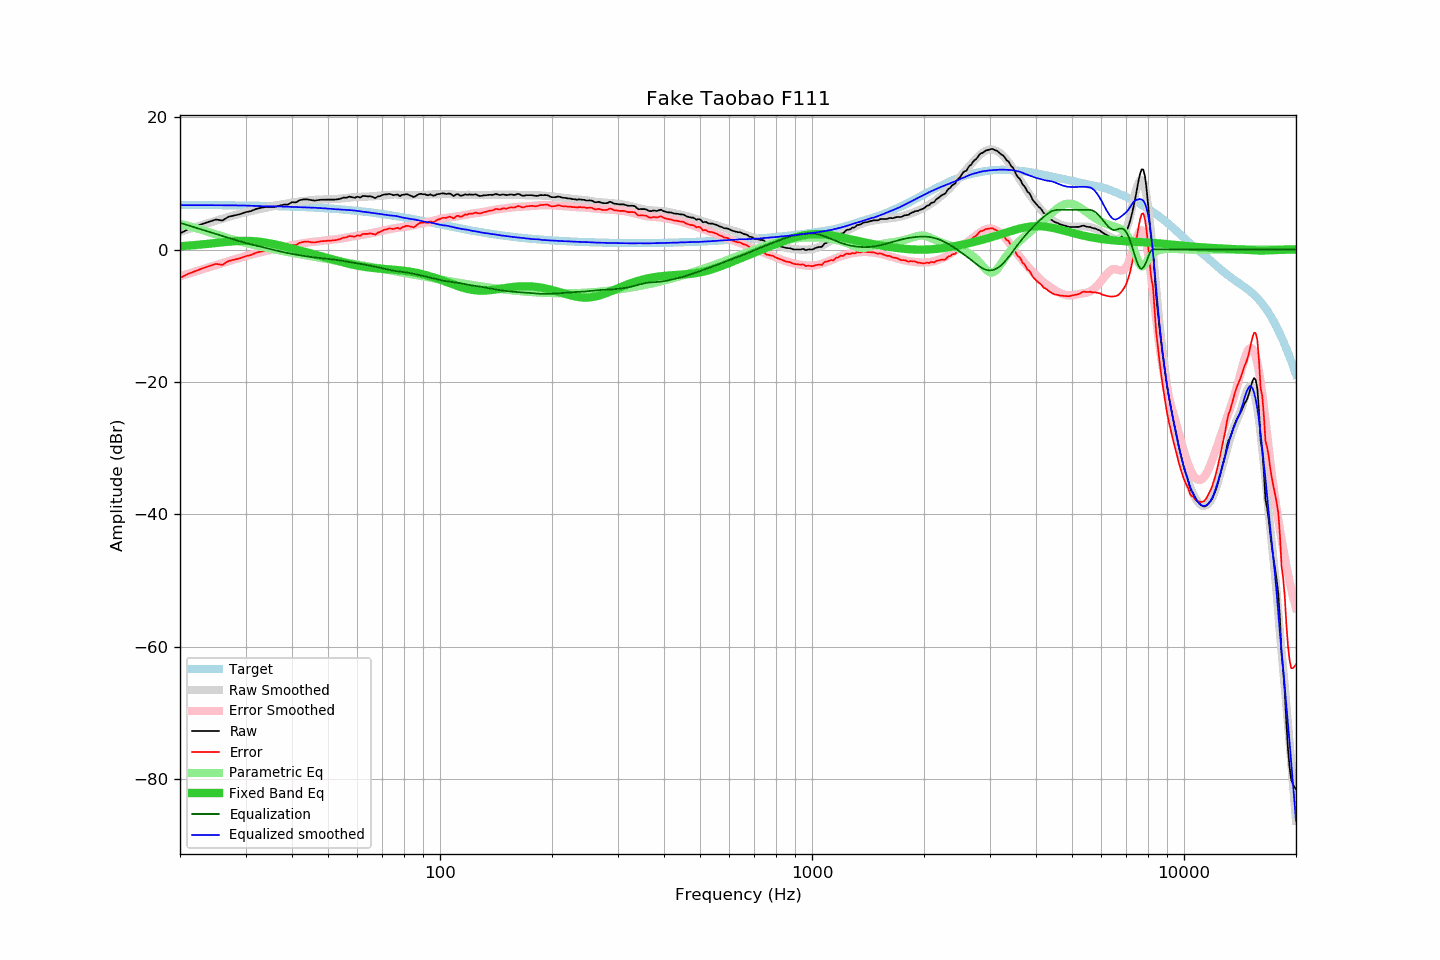 Fake Taobao F111
20
0
−20
−40
−60
−80
Amplitude (dBr)
Target
Raw Smoothed
Error Smoothed
Raw
Error
Parametric Eq
Fixed Band Eq
Equalization
Equalized smoothed
100
1000
10000
Frequency (Hz)